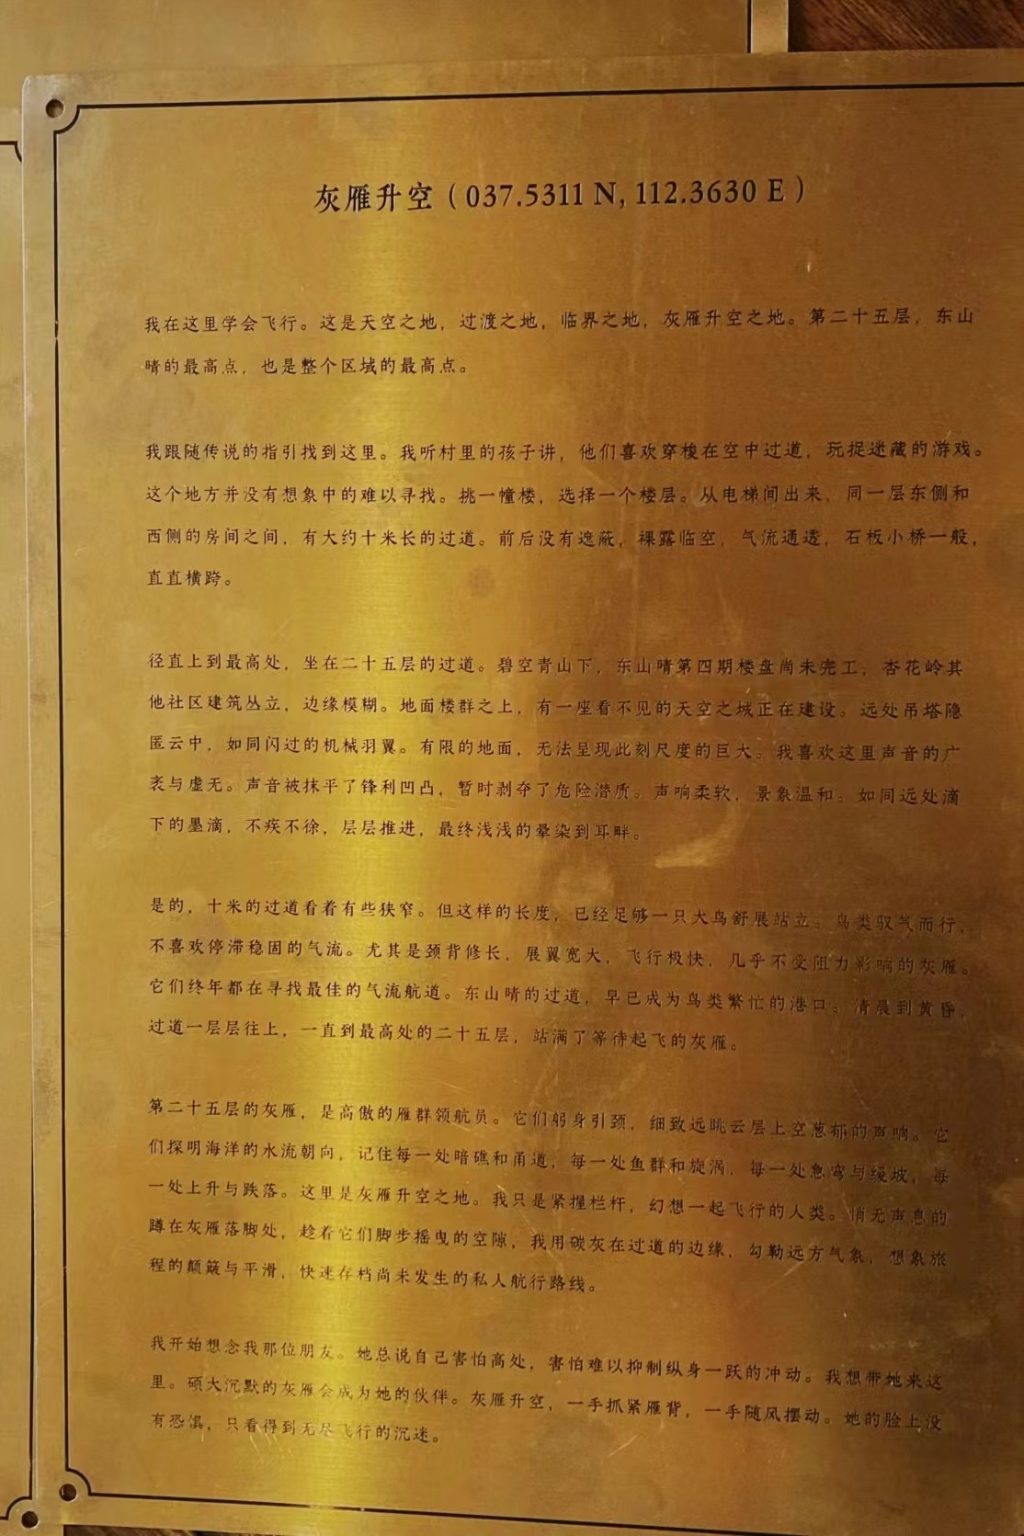 灰雁升空（037.5311 N, 112.3630 E）
我在这里学会飞行。这是天空之地，过渡之地，临界之地，灰雁升空之地。第二十五层，东山
晴的最高点，也是整个区域的最高点。
我跟随传说的指引找到这里。我听村里的孩子讲，他们喜欢穿梭在空中过道，玩捉迷藏的游戏。
这个地方并没有想象中的难以寻找。挑一幢楼，选择一个楼层。从电梯间出来，同一层东侧和
西侧的房间之间，有大约十米长的过道。前后没有遮蔽，裸露临空，气流通透，石板小桥一般，
直直横跨。
径直上到最高处，坐在二十五层的过道。碧空青山下，东山晴第四期楼盘尚未完工，杏花岭其
他社区建筑丛立，边缘模糊。地面楼群之上，有一座看不见的天空之城正在建设。远处吊塔隐
匿云中，如同闪过的机械羽翼。有限的地面，无法呈现此刻尺度的巨大。我喜欢这里声音的广
袤与虚无。声音被抹平了锋利凹凸，暂时剥夺了危险潜质。声响柔软，景象温和。如同远处滴
下的墨滴，不疾不徐，层层推进，最终浅浅的晕染到耳畔。
是的，十米的过道看着有些狭窄。但这样的长度，已经足够一只大鸟舒展站立。鸟类驭气而行，
不喜欢停滞稳固的气流。尤其是颈背修长，展翼宽大，飞行极快，几乎不受阻力影响的灰雁。
它们终年都在寻找最佳的气流航道。东山晴的过道，早已成为鸟类繁忙的港口。清晨到黄昏，
过道一层层往上，一直到最高处的二十五层，站满了等待起飞的灰雁。
第二十五层的灰雁，是高傲的雁群领航员。它们躬身引颈，细致远眺云层上空葱郁的声响。它
们探明海洋的水流朝向，记住每一处暗礁和甬道，每一处鱼群和旋涡，每一处急弯与缓坡，每
一处上升与跌落。这里是灰雁升空之地。我只是紧握栏杆，幻想一起飞行的人类。悄无声息的
蹲在灰雁落脚处，趁着它们脚步摇曳的空隙，我用碳灰在过道的边缘，勾勒远方气象，想象旅
程的颠簸与平滑，快速存档尚未发生的私人航行路线。
我开始想念我那位朋友。她总说自己害怕高处，害怕难以抑制纵身一跃的冲动。我想带她来这
里。硕大沉默的灰雁会成为她的伙伴。灰雁升空，一手抓紧雁背，一手随风摆动。她的脸上没
有恐惧，只看得到无尽飞行的沉迷。